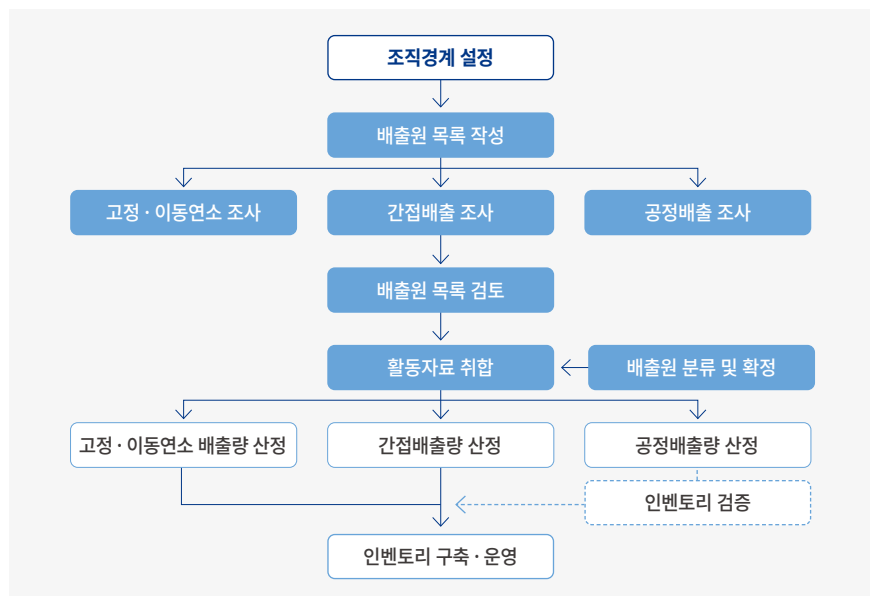 조직경계 설정
배출원 목록 작성
고정 · 이동연소 조사
간접배출 조사
공정배출 조사
배출원 목록 검토
활동자료 취합
배출원 분류 및 확정
고정 · 이동연소 배출량 산정
간접배출량 산정
공정배출량 산정
인벤토리 검증
인벤토리 구축 · 운영